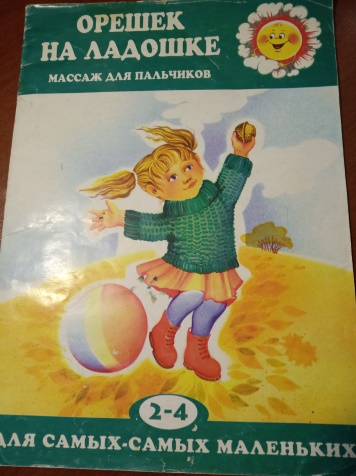 ОРЕШЕК
НА ЛАДОШКЕ
МАССАЖ ДЛЯ ПАЛЬЧИКОВ
2-4
ДЛЯ САМЫХ-САМЫХ МАЛЕНЬКИХ